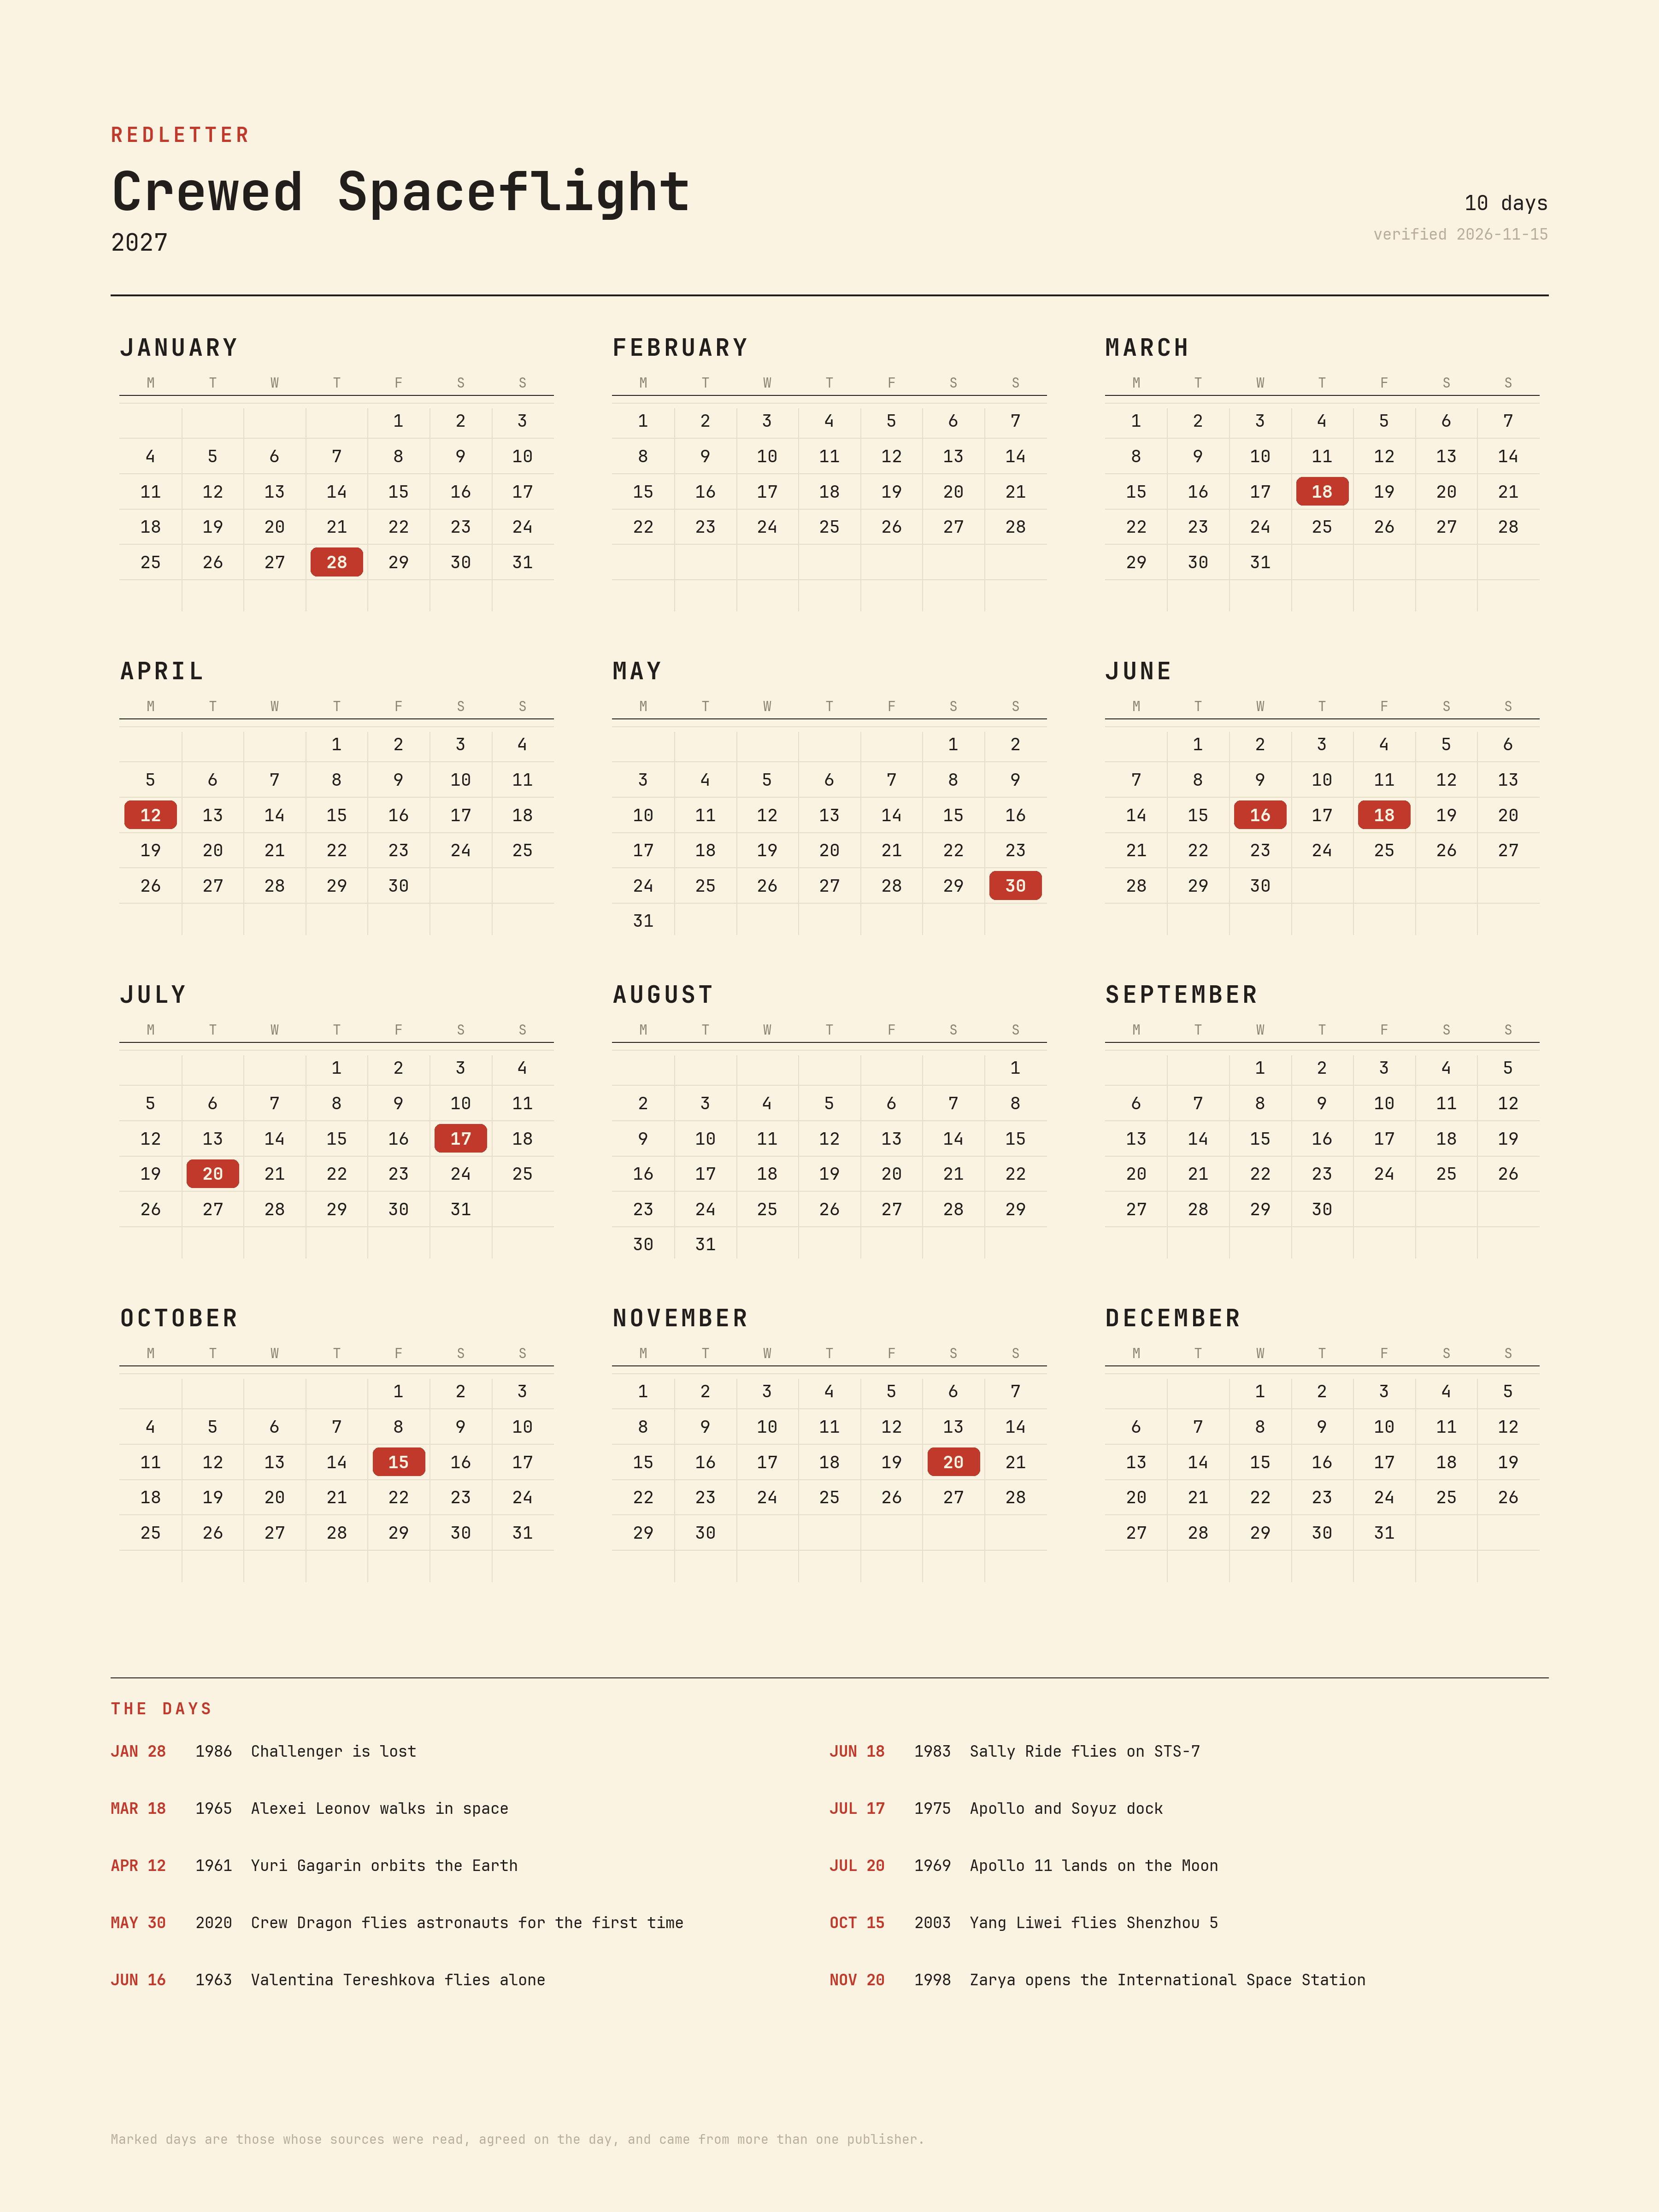 REDLETTER
Crewed Spaceflight
2027
10 days
verified 2026-11-15
JANUARY
M T W T F S S
1 2 3
4 5 6 7 8 9 10
11 12 13 14 15 16 17
18 19 20 21 22 23 24
25 26 27 28 29 30 31
FEBRUARY
M T W T F S S
1 2 3 4 5 6 7
8 9 10 11 12 13 14
15 16 17 18 19 20 21
22 23 24 25 26 27 28
MARCH
M T W T F S S
1 2 3 4 5 6 7
8 9 10 11 12 13 14
15 16 17 18 19 20 21
22 23 24 25 26 27 28
29 30 31
APRIL
M T W T F S S
1 2 3 4
5 6 7 8 9 10 11
12 13 14 15 16 17 18
19 20 21 22 23 24 25
26 27 28 29 30
MAY
M T W T F S S
1 2
3 4 5 6 7 8 9
10 11 12 13 14 15 16
17 18 19 20 21 22 23
24 25 26 27 28 29 30
31
JUNE
M T W T F S S
1 2 3 4 5 6
7 8 9 10 11 12 13
14 15 16 17 18 19 20
21 22 23 24 25 26 27
28 29 30
JULY
M T W T F S S
1 2 3 4
5 6 7 8 9 10 11
12 13 14 15 16 17 18
19 20 21 22 23 24 25
26 27 28 29 30 31
AUGUST
M T W T F S S
1
2 3 4 5 6 7 8
9 10 11 12 13 14 15
16 17 18 19 20 21 22
23 24 25 26 27 28 29
30 31
SEPTEMBER
M T W T F S S
1 2 3 4 5
6 7 8 9 10 11 12
13 14 15 16 17 18 19
20 21 22 23 24 25 26
27 28 29 30
OCTOBER
M T W T F S S
1 2 3
4 5 6 7 8 9 10
11 12 13 14 15 16 17
18 19 20 21 22 23 24
25 26 27 28 29 30 31
NOVEMBER
M T W T F S S
1 2 3 4 5 6 7
8 9 10 11 12 13 14
15 16 17 18 19 20 21
22 23 24 25 26 27 28
29 30
DECEMBER
M T W T F S S
1 2 3 4 5
6 7 8 9 10 11 12
13 14 15 16 17 18 19
20 21 22 23 24 25 26
27 28 29 30 31
THE DAYS
JAN 28 1986 Challenger is lost
MAR 18 1965 Alexei Leonov walks in space
APR 12 1961 Yuri Gagarin orbits the Earth
MAY 30 2020 Crew Dragon flies astronauts for the first time
JUN 16 1963 Valentina Tereshkova flies alone
JUN 18 1983 Sally Ride flies on STS-7
JUL 17 1975 Apollo and Soyuz dock
JUL 20 1969 Apollo 11 lands on the Moon
OCT 15 2003 Yang Liwei flies Shenzhou 5
NOV 20 1998 Zarya opens the International Space Station
Marked days are those whose sources were read, agreed on the day, and came from more than one publisher.